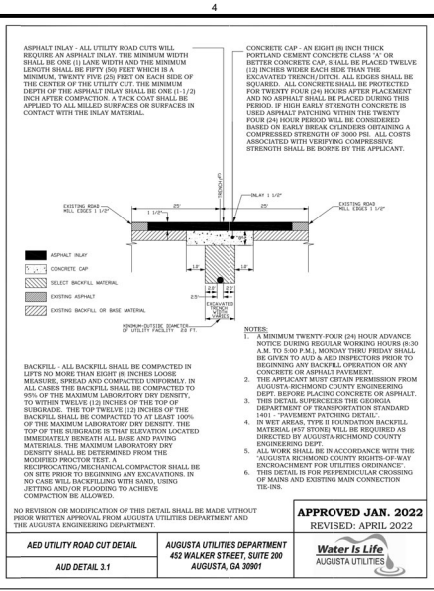 4
ASPHALT INLAY - ALL UTILITY ROAD CUTS WILL
REQUIRE AN ASPHALT INLAY. THE MINIMUM WIDTH
SHALL BE ONE (1) LANE WIDTH AND THE MINIMUM
LENGTH SHALL BE FIFTY (50) FEET WHICH IS A
MINIMUM, TWENTY FIVE (25) FEET ON EACH SIDE OF
THE CENTER OF THE UTILITY CUT. THE MINIMUM
DEPTH OF THE ASPHALT INLAY SHALL BE ONE (1-1/2)
INCH AFTER COMPACTION. A TACK COAT SHALL BE
APPLIED TO ALL MILLED SURFACES OR SURFACES IN
CONTACT WITH THE INLAY MATERIAL.
CONCRETE CAP - AN EIGHT (8) INCH THICK
PORTLAND CEMENT CONCRETE CLASS "A" OR
BETTER CONCRETE CAP, SHALL BE PLACED TWELVE
(12) INCHES WIDER EACH SIDE THAN THE
EXCAVATED TRENCH/DITCH. ALL EDGES SHALL BE
SQUARED. ALL CONCRETE SHALL BE PROTECTED
FOR TWENTY FOUR (24) HOURS AFTER PLACEMENT
AND NO ASPHALT SHALL BE PLACED DURING THIS
PERIOD. IF HIGH EARLY STRENGTH CONCRETE IS
USED ASPHALT PATCHING WITHIN THE TWENTY
FOUR (24) HOUR PERIOD WILL BE CONSIDERED
BASED ON EARLY BREAK CYLINDERS OBTAINING A
COMPRESSED STRENGTH OF 3000 PSI. ALL COSTS
ASSOCIATED WITH VERIFYNG COMPRESSIVE
STRENGTH SHALL BE BORNE BY THE APPLICANT.
TRENCH
INLAY 1 1/2"
EXISTING ROAD
MILL EDGES 1 1/2"
25'
25'
EXISTING ROAD
MILL EDGES 1 1/2"
1 1/2"
8"
1.0'
1.0'
ASPHALT INLAY
CONCRETE CAP
SELECT BACKFILL MATERIAL
EXISTING ASPHALT
EXISTING BACKFILL OR BASE MATERIAL
2.0'
2.0'
2.5'
EXCAVATED
TRENCH
WIDTH
VARIES
MINIMUM-OUTSIDE DIAMETER
OF UTILITY FACILITY 2.0 FT.
BACKFILL - ALL BACKFILL SHALL BE COMPACTED IN
LIFTS NO MORE THAN EIGHT (8 INCHES LOOSE
MEASURE, SPREAD AND COMPACTED UNIFORMLY. IN
ALL CASES THE BACKFILL SHALL BE COMPACTED TO
95% OF THE MAXIMUM LABORATORY DRY DENSITY,
TO WITHIN TWELVE (12) INCHES OF THE TOP OF
SUBGRADE. THE TOP TWELVE (12) INCHES OF THE
BACKFILL SHALL BE COMPACTED TO AT LEAST 100%
OF THE MAXIMUM LABORATORY DRY DENSITY. THE
TOP OF THE SUBGRADE IS THAT ELEVATION LOCATED
IMMEDIATELY BENEATH ALL BASE AND PAVING
MATERIALS. THE MAXIMUM LABORATORY DRY
DENSITY SHALL BE DETERMINED FROM THE
MODIFIED PROCTOR TEST. A
RECIPROCATING/MECHANICAL COMPACTOR SHALL BE
ON SITE PRIOR TO BEGINNING ANY EXCAVATIONS. IN
NO CASE WILL BACKFILLING WITH SAND, USING
JETTING AND/OR FLOODING TO ACHIEVE
COMPACTION BE ALLOWED.
NOTES:
1. A MINIMUM TWENTY-FOUR (24) HOUR ADVANCE
NOTICE DURING REGULAR WORKING HOURS (8:30
A.M. TO 5:00 P.M.), MONDAY THRU FRIDAY SHALL
BE GIVEN TO AUD & AED INSPECTORS PRIOR TO
BEGINNING ANY BACKFILL OPERATION OR ANY
CONCRETE OR ASPHALT PAVEMENT.
2. THE APPLICANT MUST OBTAIN PERMISSION FROM
AUGUSTA-RICHMOND COUNTY ENGINEERING
DEPT. BEFORE PLACING CONCRETE OR ASPHALT.
3. THIS DETAIL SUPERCEDES THE GEORGIA
DEPARTMENT OF TRANSPORTATION STANDARD
1401 - "PAVEMENT PATCHING DETAIL".
4. IN WET AREAS, TYPE II FOUNDATION BACKFILL
MATERIAL (#57 STONE) WILL BE REQUIRED AS
DIRECTED BY AUGUSTA-RICHMOND COUNTY
ENGINEERING DEPT.
5. ALL WORK SHALL BE INACCORDANCE WITH THE
"AUGUSTA RICHMOND COUNTY RIGHTS-OF-WAY
ENCROACHMENT FOR UTILITIES ORDINANCE".
6. THIS DETAIL IS FOR PERPENDICULAR CROSSING
OF MAINS AND EXISTING MAIN CONNECTION
TIE-INS.
NO REVISION OR MODIFICATION OF THIS DETAIL SHALL BE MADE WITHOUT
PRIOR WRITTEN APPROVAL FROM AUGUSTA UTILITIES DEPARTMENT AND
THE AUGUSTA ENGINEERING DEPARTMENT.
APPROVED JAN. 2022
REVISED: APRIL 2022
AED UTILITY ROAD CUT DETAIL
AUD DETAIL 3.1
AUGUSTA UTILITIES DEPARTMENT
452 WALKER STREET, SUITE 200
AUGUSTA, GA 30901
Water Is Life
AUGUSTA UTILITIES